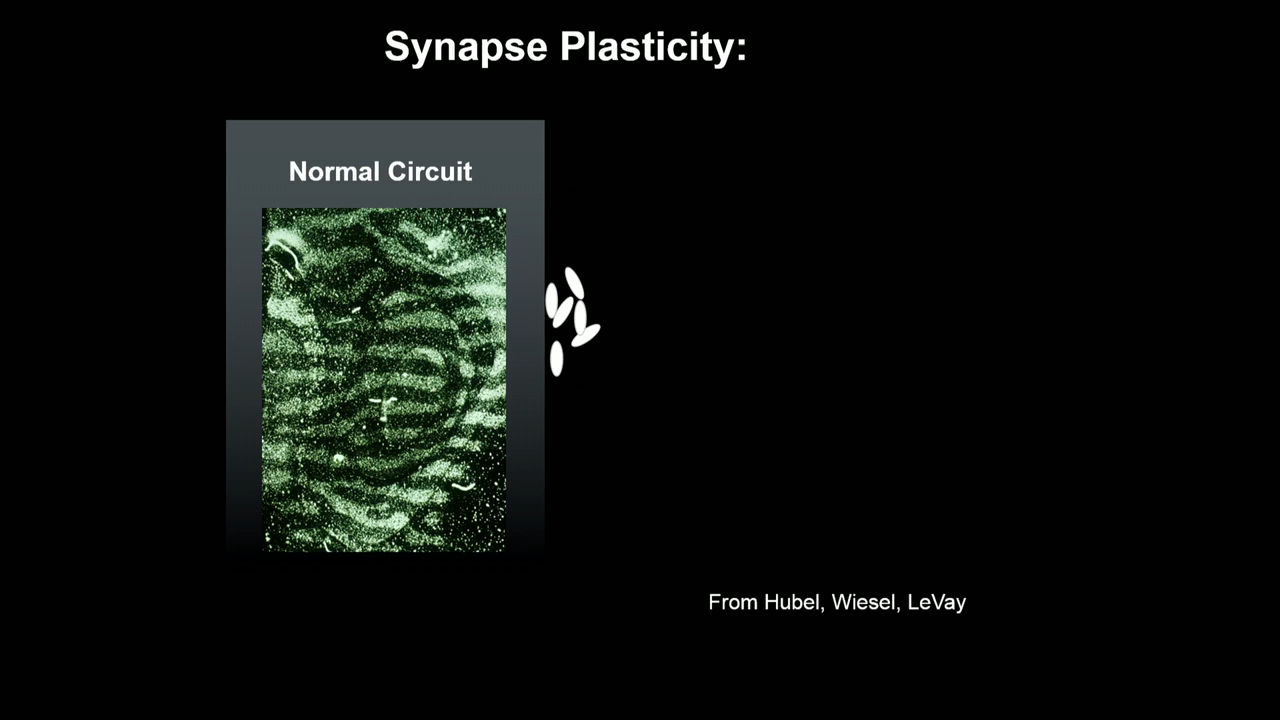 Synapse Plasticity:
Normal Circuit
From Hubel, Wiesel, LeVay